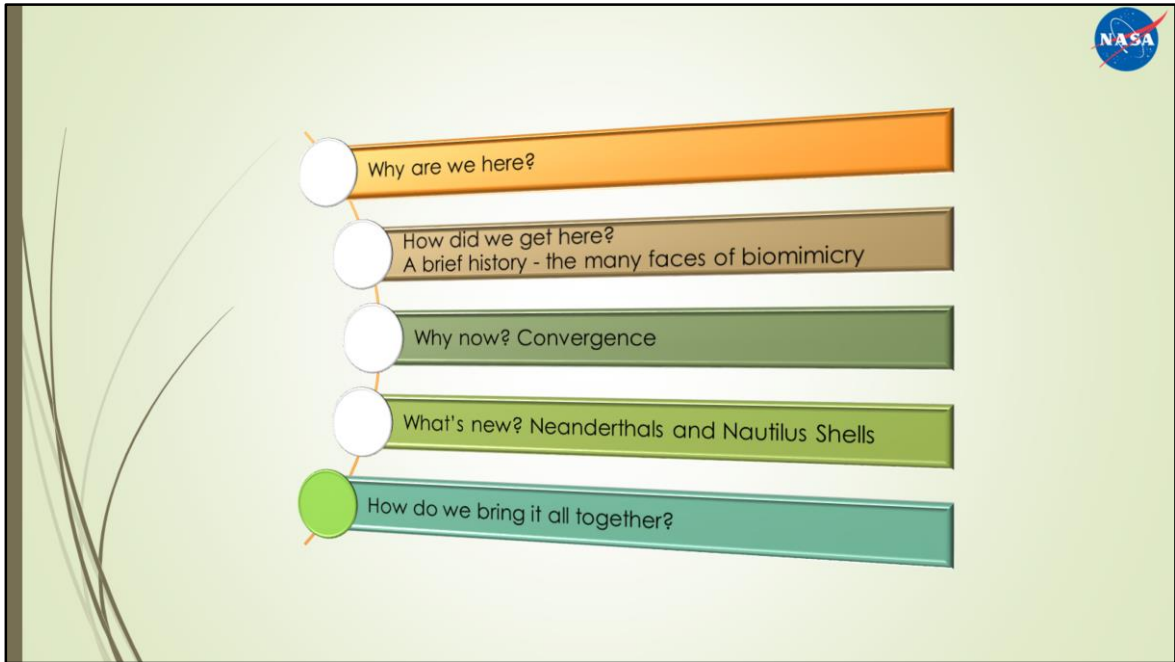 NASA
Why are we here?
How did we get here?
A brief history - the many faces of biomimicry
Why now? Convergence
What's new? Neanderthals and Nautilus Shells
How do we bring it all together?